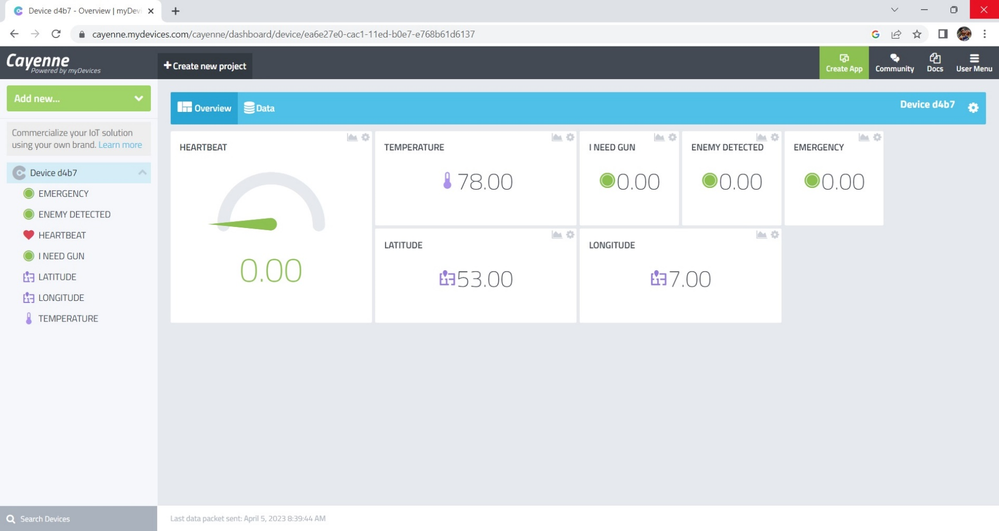 Device d4b7 - Overview | myDevi
cayenne.mydevices.com/cayenne/dashboard/device/ea6e27e0-cac1-11ed-b0e7-e768b61d6137
Cayenne
Powered by myDevices
+Create new project
Create App
Community
Docs
User Menu
Add new...
Commercialize your IoT solution
using your own brand. Learn more
Device d4b7
EMERGENCY
ENEMY DETECTED
HEARTBEAT
I NEED GUN
LATITUDE
LONGITUDE
TEMPERATURE
Search Devices
Overview
Data
Device d4b7
HEARTBEAT
0.00
TEMPERATURE
78.00
I NEED GUN
0.00
ENEMY DETECTED
0.00
EMERGENCY
0.00
LATITUDE
53.00
LONGITUDE
7.00
Last data packet sent: April 5, 2023 8:39:44 AM